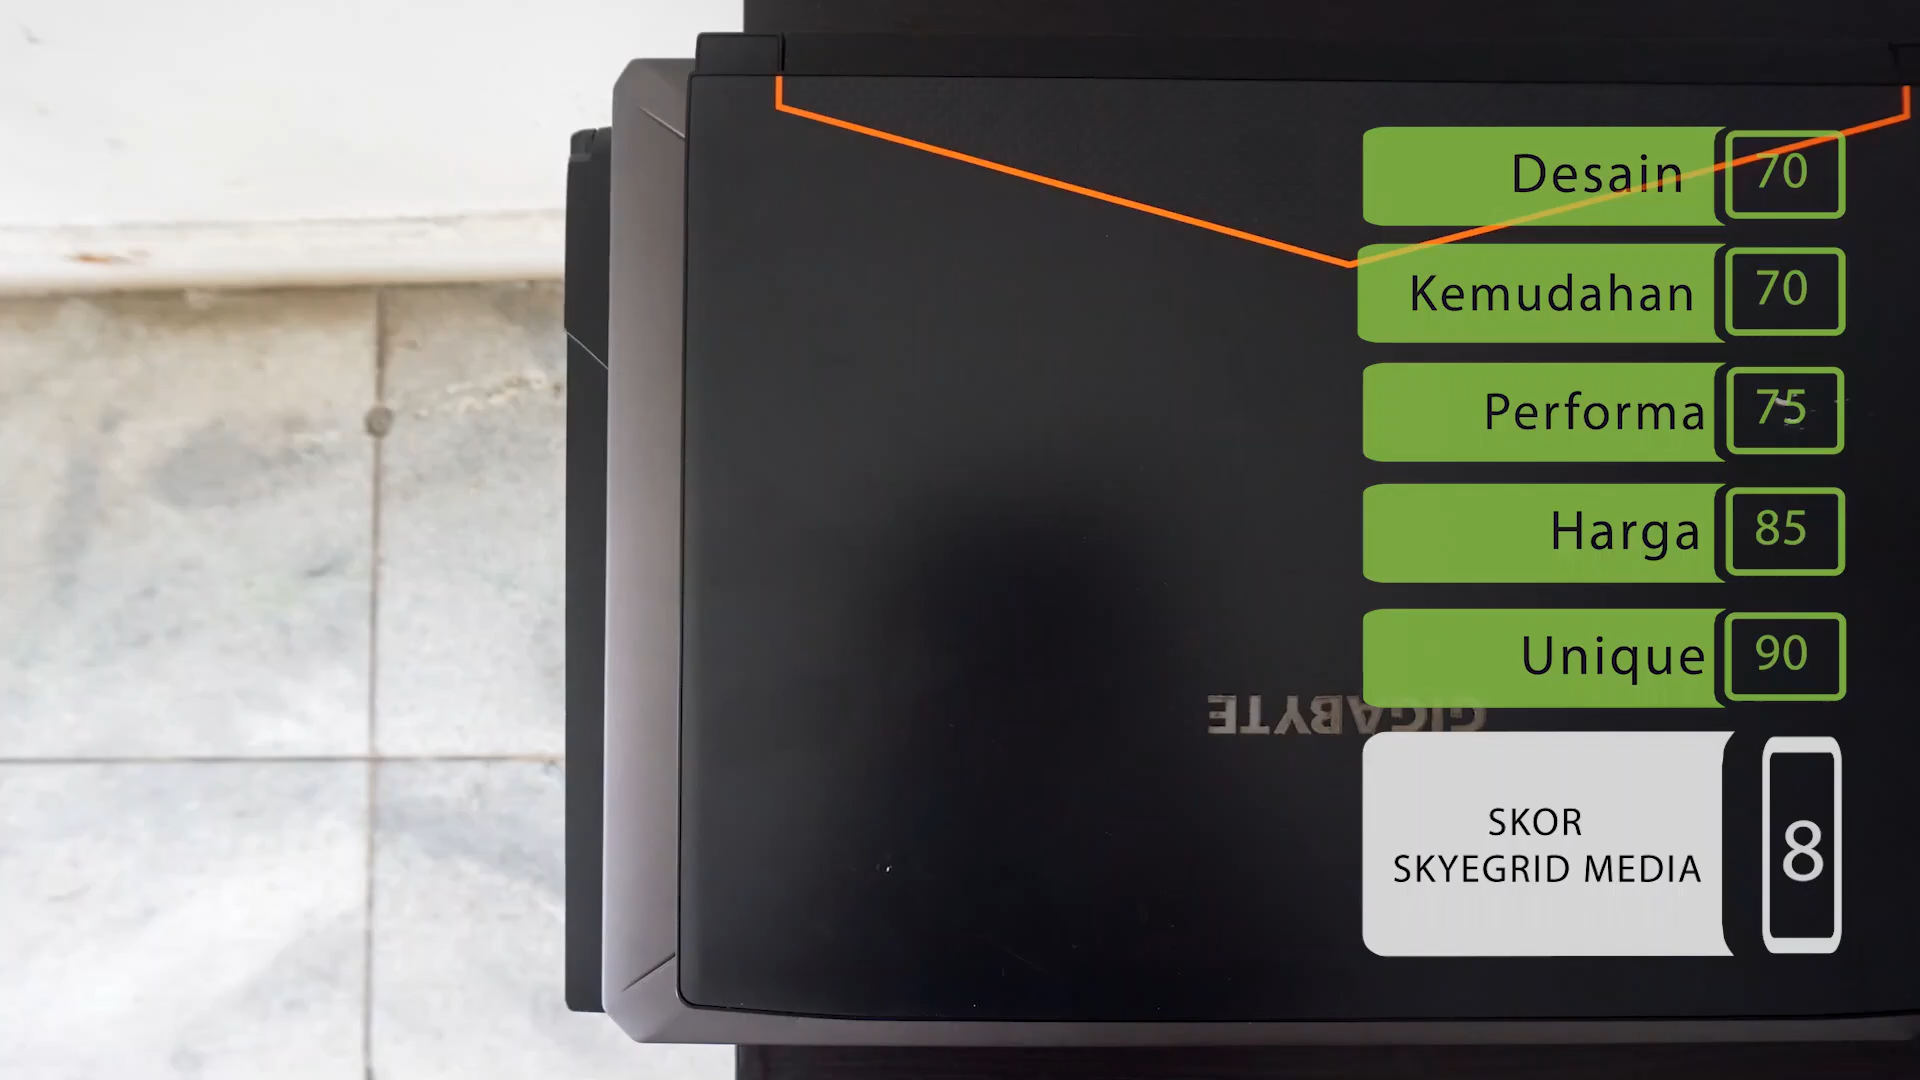 Desain 70
Kemudahan 70
Performa 75
Harga 85
Unique 90
GIGABYTE
SKOR
SKYEGRID MEDIA
8